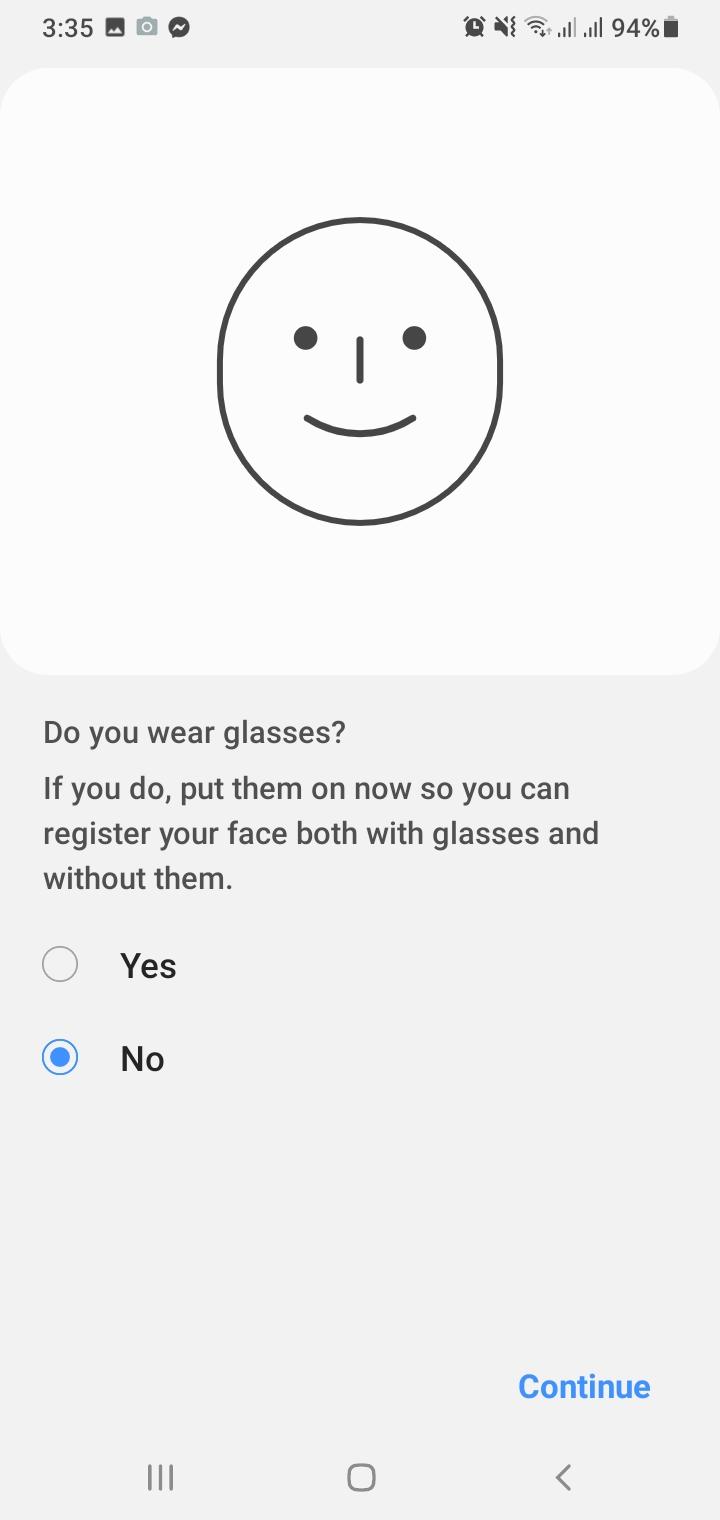 3:35 94%
Do you wear glasses?
If you do, put them on now so you can
register your face both with glasses and
without them.
Yes
No
Continue